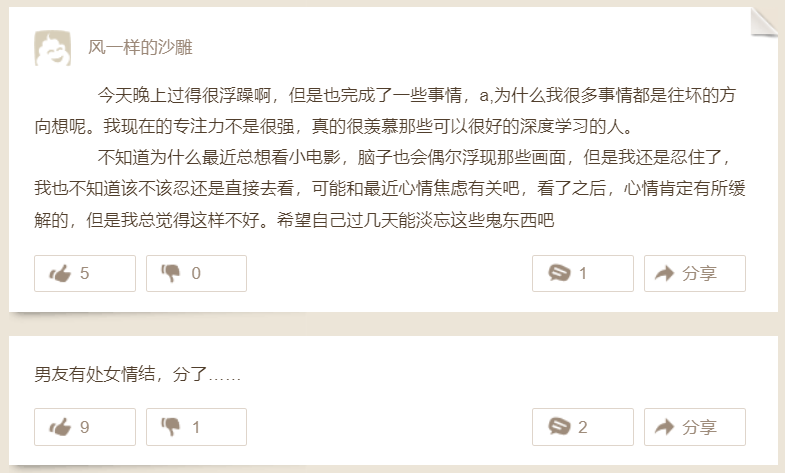 风一样的沙雕
今天晚上过得很浮躁啊，但是也完成了一些事情，a,为什么我很多事情都是往坏的方
向想呢。我现在的专注力不是很强，真的很羡慕那些可以很好的深度学习的人。
不知道为什么最近总想看小电影，脑子也会偶尔浮现那些画面，但是我还是忍住了，
我也不知道该不该忍还是直接去看，可能和最近心情焦虑有关吧，看了之后，心情肯定有所缓
解的，但是我总觉得这样不好。希望自己过几天能淡忘这些鬼东西吧
5 0 1 分享
男友有处女情结，分了……
9 1 2 分享